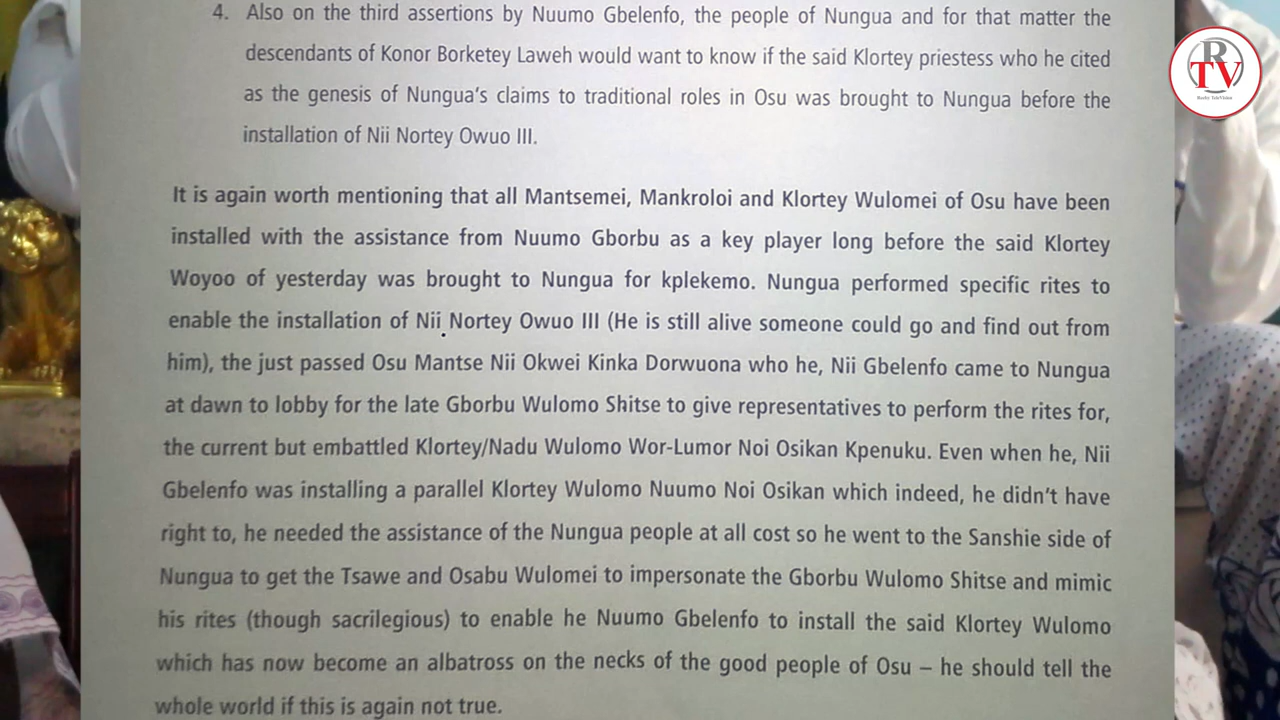 4. Also on the third assertions by Nuumo Gbelenfo, the people of Nungua and for that matter the
descendants of Konor Borketey Laweh would want to know if the said Klortey priestess who he cited
as the genesis of Nungua's claims to traditional roles in Osu was brought to Nungua before the
installation of Nii Nortey Owuo III.
It is again worth mentioning that all Mantsemei, Mankroloi and Klortey Wulomei of Osu have been
installed with the assistance from Nuumo Gborbu as a key player long before the said Klortey
Woyoo of yesterday was brought to Nungua for kplekemo. Nungua performed specific rites to
enable the installation of Nii Nortey Owuo III (He is still alive someone could go and find out from
him), the just passed Osu Mantse Nii Okwei Kinka Dorwuona who he, Nii Gbelenfo came to Nungua
at dawn to lobby for the late Gborbu Wulomo Shitse to give representatives to perform the rites for,
the current but embattled Klortey/Nadu Wulomo Wor-Lumor Noi Osikan Kpenuku. Even when he, Nii
Gbelenfo was installing a parallel Klortey Wulomo Nuumo Noi Osikan which indeed, he didn't have
right to, he needed the assistance of the Nungua people at all cost so he went to the Sanshie side of
Nungua to get the Tsawe and Osabu Wulomei to impersonate the Gborbu Wulomo Shitse and mimic
his rites (though sacrilegious) to enable he Nuumo Gbelenfo to install the said Klortey Wulomo
which has now become an albatross on the necks of the good people of Osu – he should tell the
whole world if this is again not true.
R
TV
Realty TeleVision